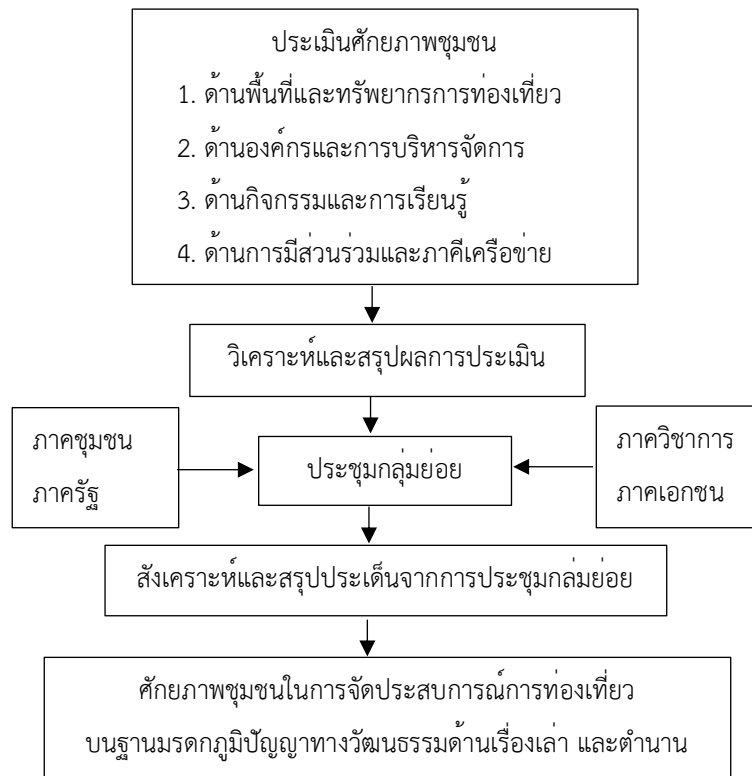 ประเมินศักยภาพชุมชน
1. ด้านพื้นที่และทรัพยากรการท่องเที่ยว
2. ด้านองค์กรและการบริหารจัดการ
3. ด้านกิจกรรมและการเรียนรู้
4. ด้านการมีส่วนร่วมและภาคีเครือข่าย
วิเคราะห์และสรุปผลการประเมิน
ภาคชุมชน
ภาครัฐ
ประชุมกลุ่มย่อย
ภาควิชาการ
ภาคเอกชน
สังเคราะห์และสรุปประเด็นจากการประชุมกลุ่มย่อย
ศักยภาพชุมชนในการจัดประสบการณ์การท่องเที่ยว
บนฐานมรดกภูมิปัญญาทางวัฒนธรรมด้านเรื่องเล่า และตำนาน